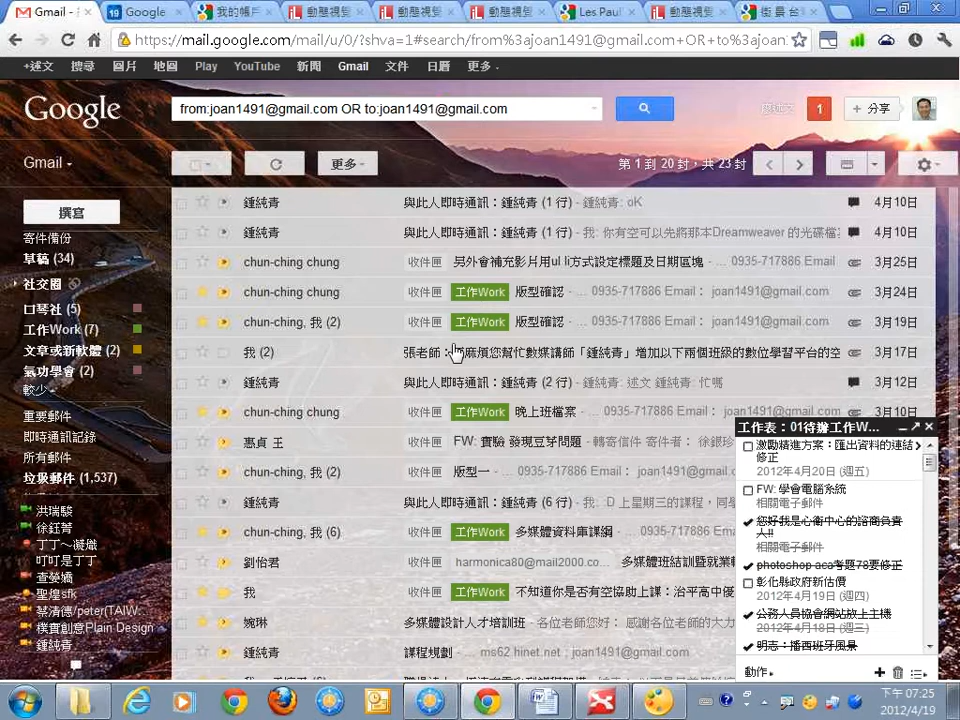 Gmail - 
Google
我的帳戶
動態視窗
動態視窗
動態視窗
Les Paul
動態視窗
街景 台
https://mail.google.com/mail/u/0/?shva=1#search/from%3ajoan1491@gmail.com+OR+to%3ajoan
+述文 搜尋 圖片 地圖 Play YouTube 新聞 Gmail 文件 日曆 更多
Google
from:joan1491@gmail.com OR to:joan1491@gmail.com
1
+ 分享
Gmail
更多
第 1 到 20 封，共 23 封
撰寫
寄件備份
草稿 (34)
社交圈
口琴社 (5)
工作Work (7)
文章或新軟體 (2)
氣功學會 (2)
較少
重要郵件
即時通訊記錄
所有郵件
垃圾郵件 (1,537)
洪瑞駿
徐鈺菁
丁丁～凝熾
叮叮是丁丁
查螢嬌
聖煌sfk
蔡清德/peter(TAIW...
樸實創意Plain Design
鍾純青
鍾純青 與此人即時通訊：鍾純青 (1 行) - 鍾純青: oK 4月10日
鍾純青 與此人即時通訊：鍾純青 (1 行) - 我: 你有空可以先將那本Dreamweaver 的光碟檔案 4月10日
chun-ching chung 收件匣 另外會補充影片用ul li方式設定標題及日期區塊 - ... 0935-717886 Email 3月25日
chun-ching chung 收件匣 工作Work 版型確認 - ... 0935-717886 Email： joan1491@gmail.com 3月24日
chun-ching, 我 (2) 收件匣 工作Work 版型確認 - ... 0935-717886 Email： joan1491@gmail.com 3月19日
我 (2) 張老師：麻煩您幫忙數媒講師「鍾純青」增加以下兩個班級的數位學習平台的空 3月17日
鍾純青 與此人即時通訊：鍾純青 (2 行) - 鍾純青: 述文 鍾純青: 忙嗎 3月12日
chun-ching chung 收件匣 工作Work 晚上班檔案 - ... 0935-717886 Email： joan1491@gmail.com 3月10日
惠貞 王 收件匣 FW: 實驗 發現豆芽問題 - 轉寄信件 寄件者： 徐銀珍
chun-ching, 我 (2) 收件匣 工作Work 版型一 - ... 0935-717886 Email： joan1491@gmail
鍾純青 與此人即時通訊：鍾純青 (6 行) - 我: :D 上星期三的課程，同學
chun-ching, 我 (6) 收件匣 工作Work 多媒體資料庫課綱 - ... 0935-717886 Email：
劉怡君 收件匣 harmonica80@mail2000.co... 多媒體班結訓暨就業
我 收件匣 工作Work 不知道你是否有空協助上課：治平高中優
婉琳 多媒體設計人才培訓班 - 各位老師您好： 感謝各位老師的大力
鍾純青 課程規劃 - ... ms62 hinet.net ; joan1491@gmail.com
工作表：01待辦工作W...
激勵精進方案：匯出資料的連結
修正
2012年4月20日 (週五)
FW: 學會電腦系統
相關電子郵件
您好我是心衛中心的諮商負責
人!!
相關電子郵件
photoshop aca考題78要修正
彰化縣政府新估價
2012年4月19日 (週四)
公務人員協會網站放上主機
2012年4月18日 (週三)
明志：播西班牙風景
動作
下午 07:25
2012/4/19